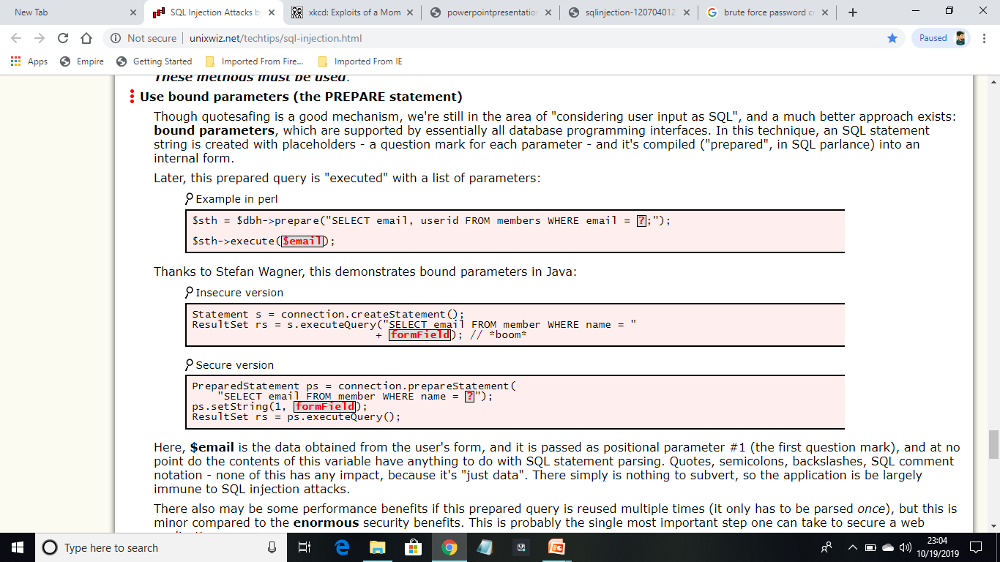 New Tab
SQL Injection Attacks b
xkcd: Exploits of a Mom
powerpointpresentation
sqlinjection-12070401
brute force password cr
Not secure
unixwiz.net/techtips/sql-injection.html
Paused
Apps
Empire
Getting Started
Imported From Fire...
Imported From IE
These methods must be used.
Use bound parameters (the PREPARE statement)
Though quotesafing is a good mechanism, we're still in the area of "considering user input as SQL", and a much better approach exists:
bound parameters, which are supported by essentially all database programming interfaces. In this technique, an SQL statement
string is created with placeholders - a question mark for each parameter - and it's compiled ("prepared", in SQL parlance) into an
internal form.
Later, this prepared query is "executed" with a list of parameters:
Example in perl
$sth = $dbh->prepare("SELECT email, userid FROM members WHERE email = ?;");
$sth->execute($email);
Thanks to Stefan Wagner, this demonstrates bound parameters in Java:
Insecure version
Statement s = connection.createStatement();
ResultSet rs = s.executeQuery("SELECT email FROM member WHERE name = "
+ formField); // *boom*
Secure version
PreparedStatement ps = connection.prepareStatement(
"SELECT email FROM member WHERE name = ?");
ps.setString(1, formField);
ResultSet rs = ps.executeQuery();
Here, $email is the data obtained from the user's form, and it is passed as positional parameter #1 (the first question mark), and at no
point do the contents of this variable have anything to do with SQL statement parsing. Quotes, semicolons, backslashes, SQL comment
notation - none of this has any impact, because it's "just data". There simply is nothing to subvert, so the application is be largely
immune to SQL injection attacks.
There also may be some performance benefits if this prepared query is reused multiple times (it only has to be parsed once), but this is
minor compared to the enormous security benefits. This is probably the single most important step one can take to secure a web
Type here to search
23:04
10/19/2019